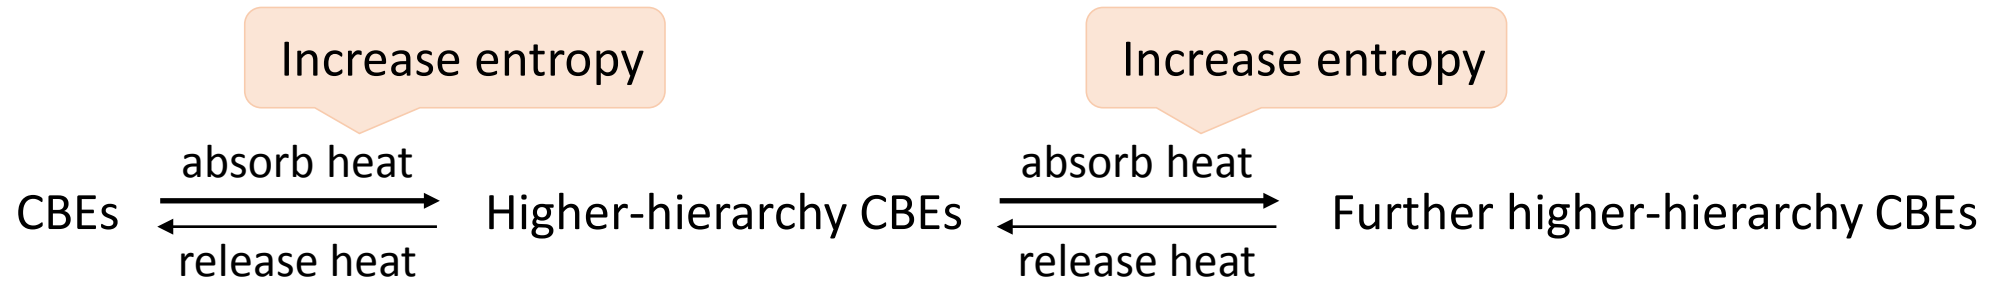 Increase entropy
Increase entropy
absorb heat
absorb heat
CBEs
Higher-hierarchy CBEs
Further higher-hierarchy CBEs
release heat
release heat